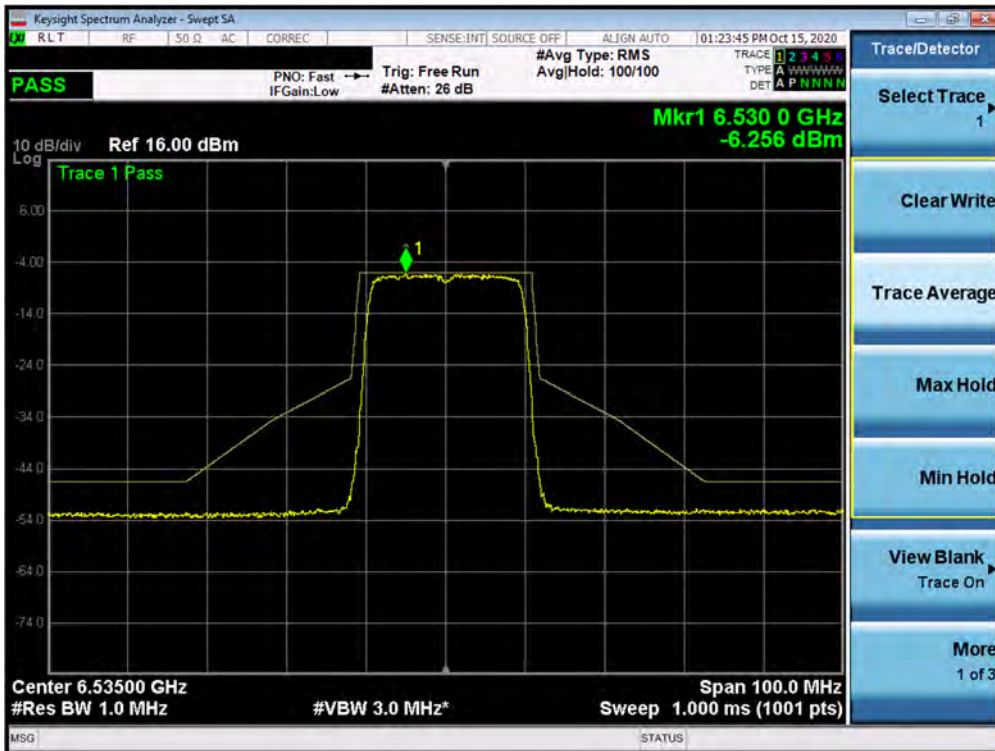 Keysight Spectrum Analyzer - Swept SA
LXI RLT RF 50 Ω AC CORREC SENSE:INT SOURCE OFF ALIGN AUTO 01:23:45 PM Oct 15, 2020
PASS
PNO: Fast
IFGain:Low
Trig: Free Run
#Atten: 26 dB
#Avg Type: RMS
Avg|Hold: 100/100
TRACE 1 2 3 4 5 6
TYPE A WWWWW
DET A P N N N N
Mkr1 6.530 0 GHz
-6.256 dBm
10 dB/div Ref 16.00 dBm
Log
Trace 1 Pass
1
6.00
-4.00
-14.0
-24.0
-34.0
-44.0
-54.0
-64.0
-74.0
Center 6.53500 GHz Span 100.0 MHz
#Res BW 1.0 MHz #VBW 3.0 MHz* Sweep 1.000 ms (1001 pts)
MSG STATUS
Trace/Detector
Select Trace
1
Clear Write
Trace Average
Max Hold
Min Hold
View Blank
Trace On
More
1 of 3